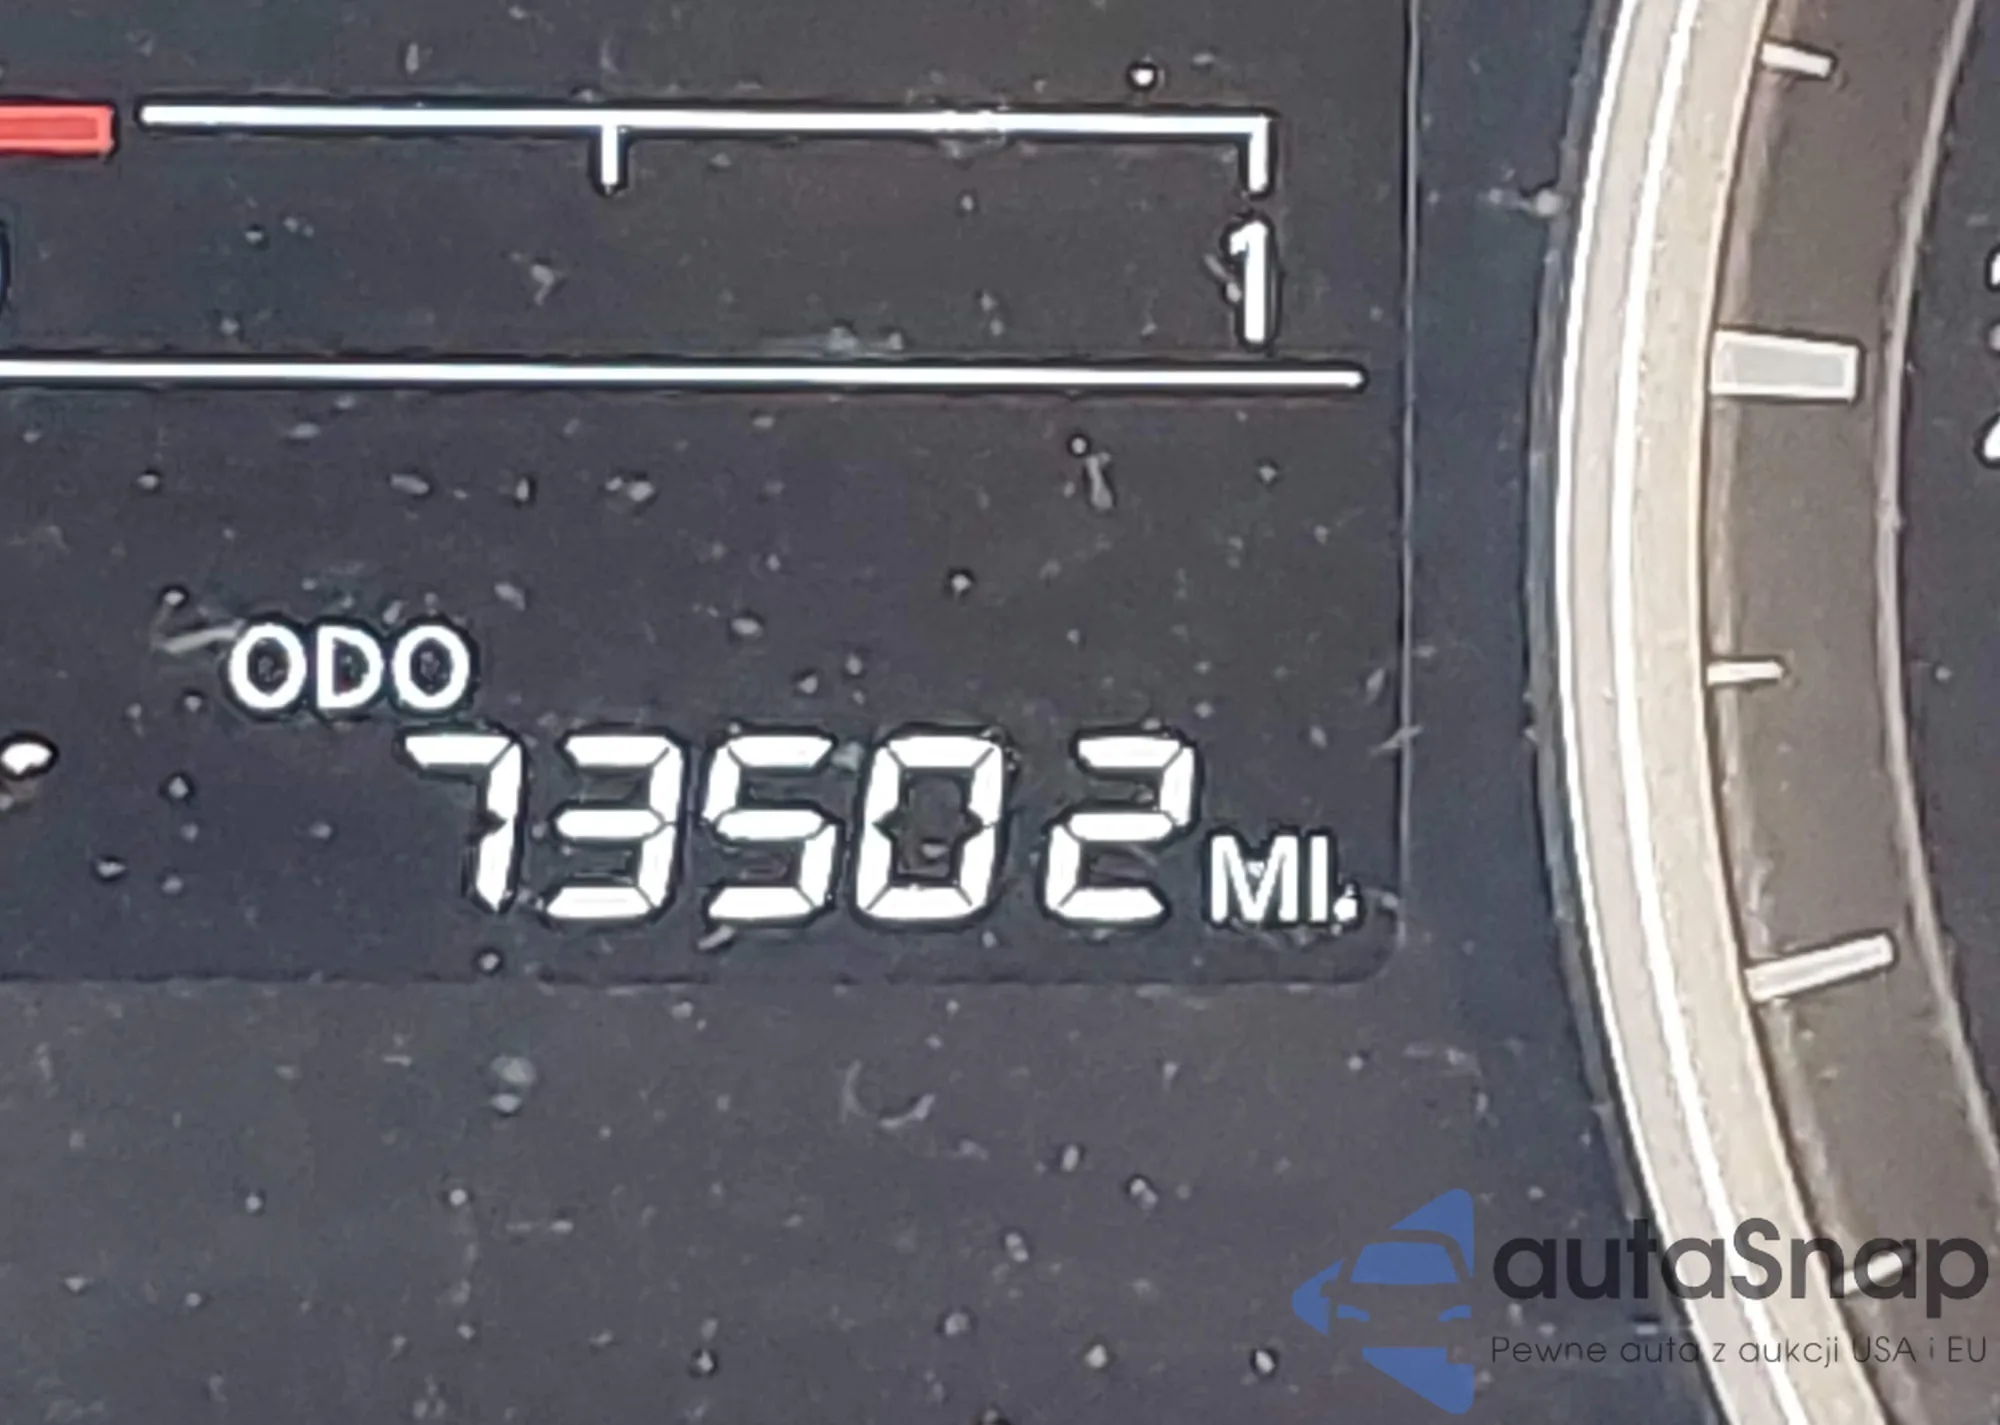 1
ODO
73502 MI.
autaSnap
Pewne auta z aukcji USA i EU